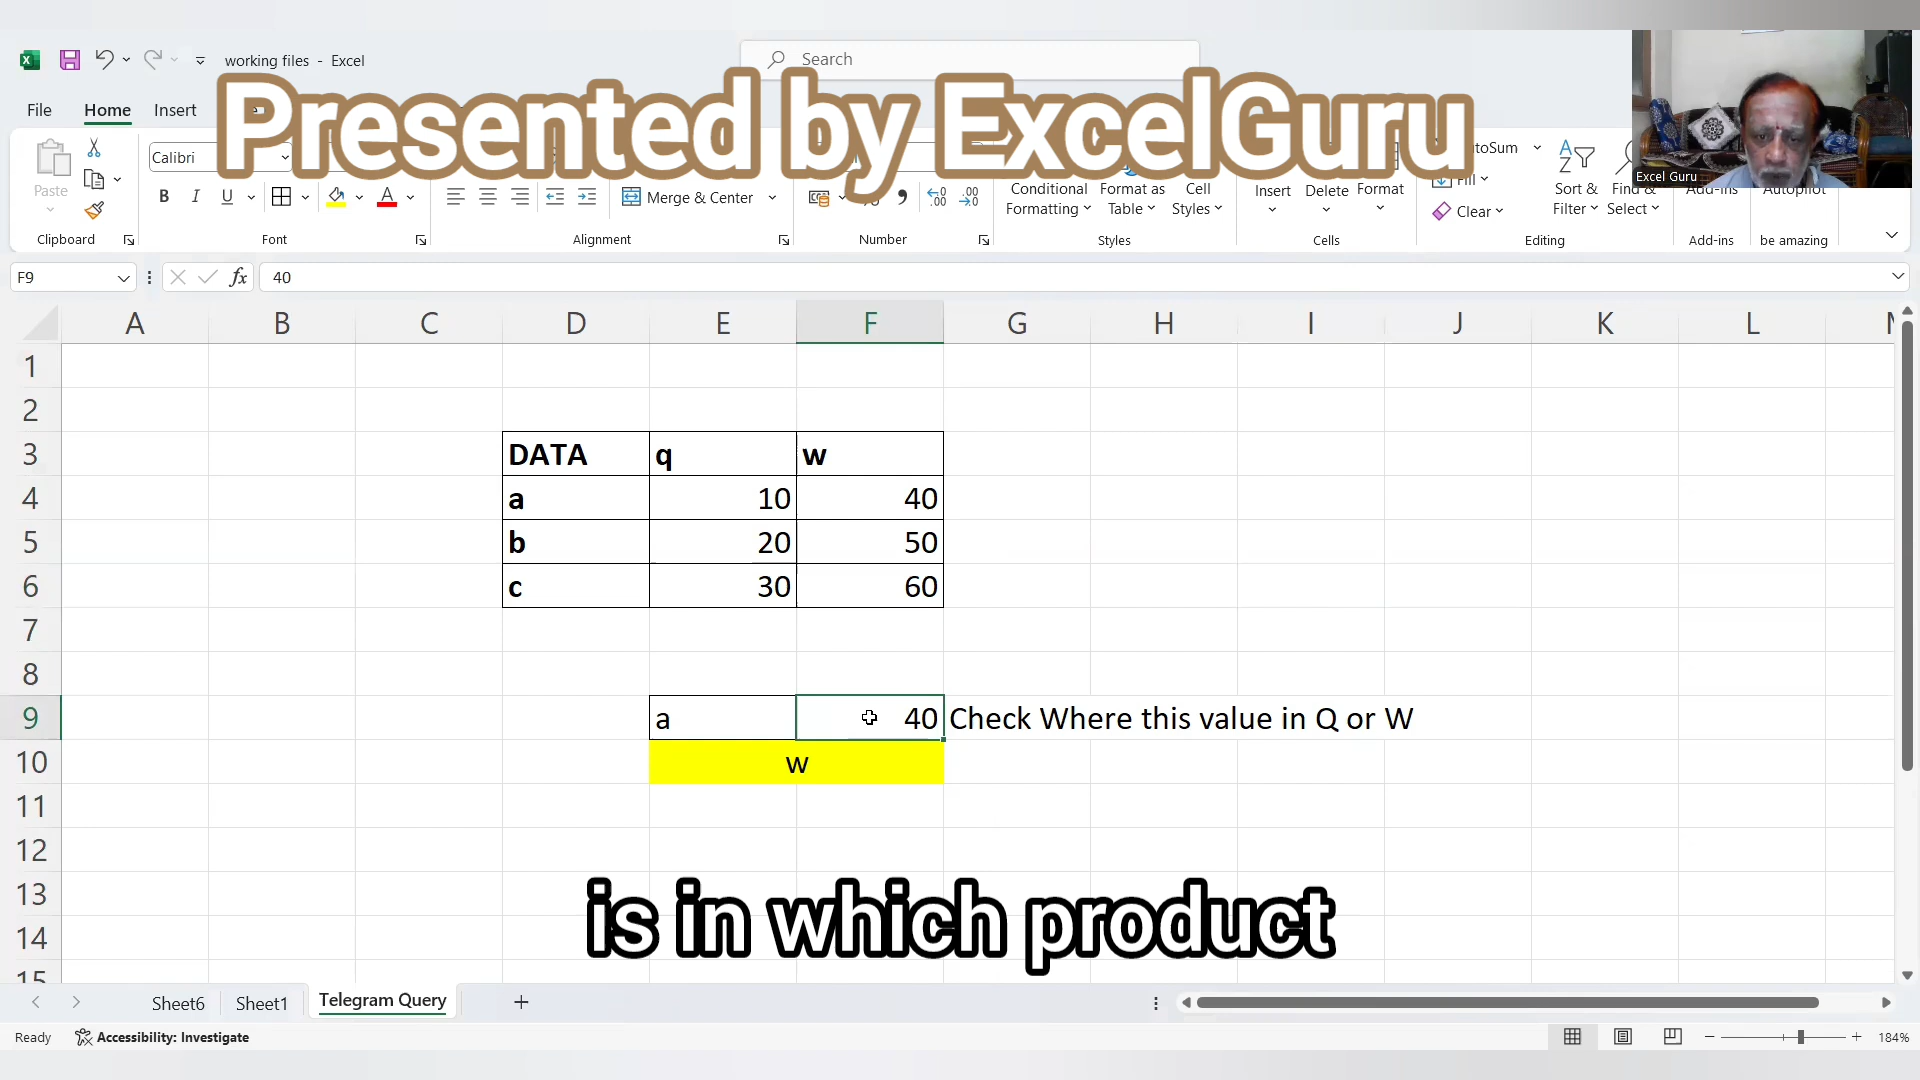 working files - Excel
Search
Presented by ExcelGuru
File Home Insert
Calibri
AutoSum
Paste
B I U
Merge & Center
Conditional Formatting
Format as Table
Cell Styles
Insert Delete Format
Fill
Clear
Sort & Filter
Find & Select
Add-ins Autopilot
Excel Guru
Clipboard Font Alignment Number Styles Cells Editing Add-ins be amazing
F9 fx 40
A B C D E F G H I J K L
1
2
3 DATA q w
4 a 10 40
5 b 20 50
6 c 30 60
7
8
9 a 40 Check Where this value in Q or W
10 w
11
12
13
14
15
is in which product
Sheet6 Sheet1 Telegram Query
Ready Accessibility: Investigate 184%